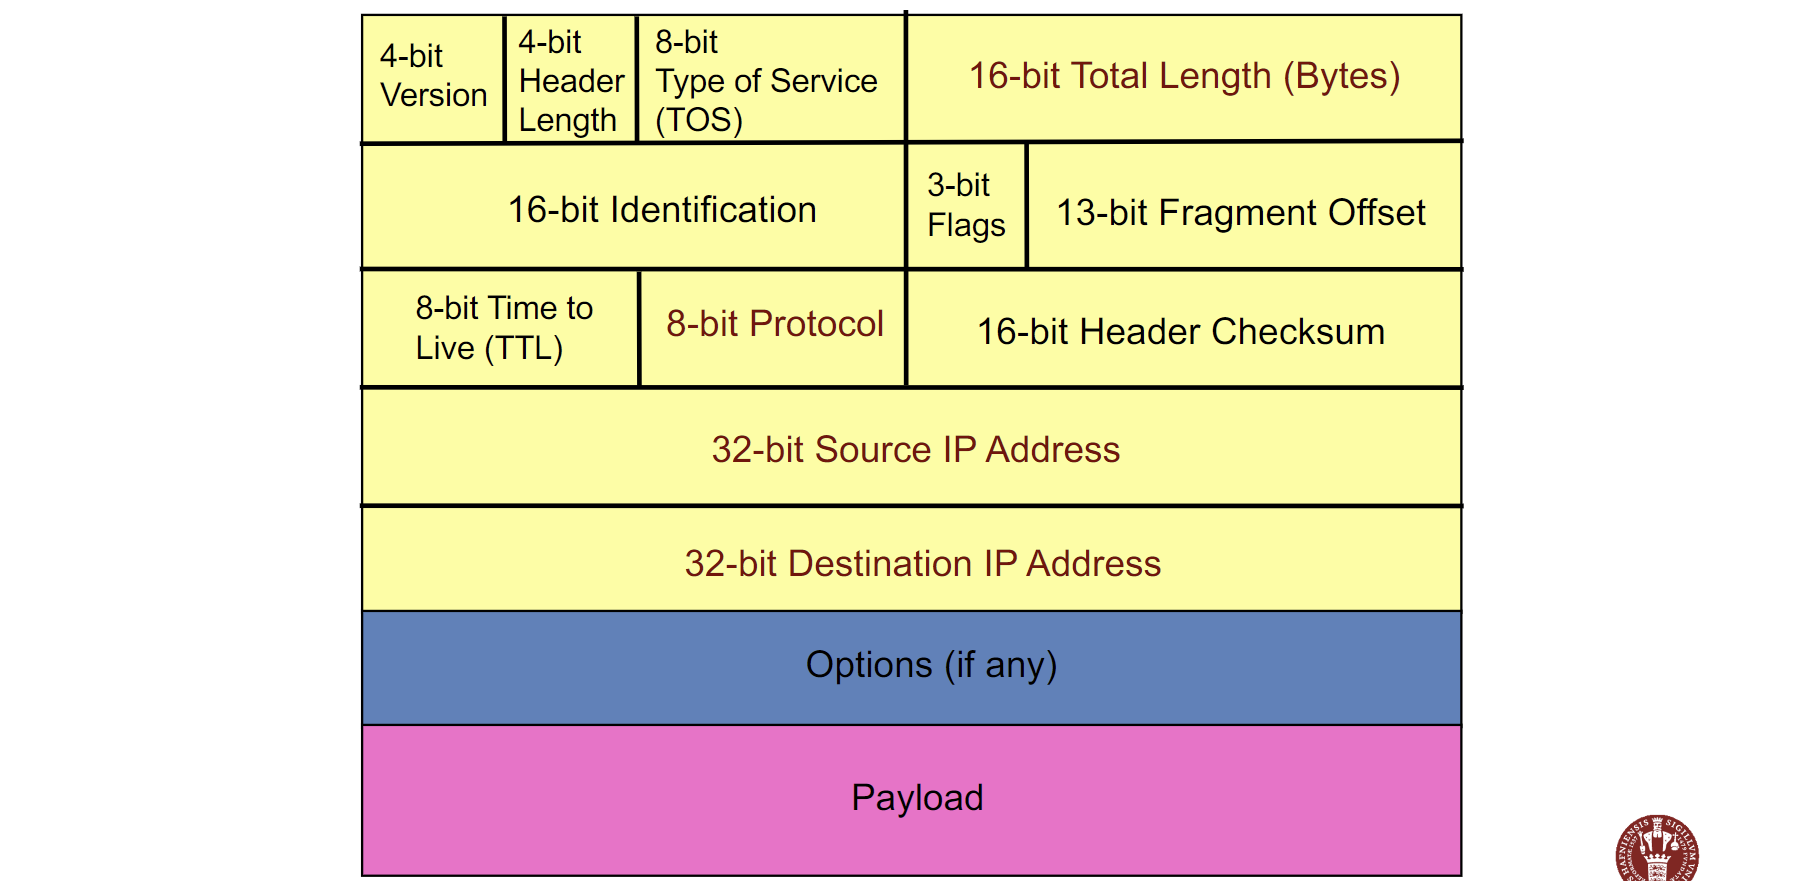 4-bit
Version
4-bit
Header
Length
8-bit
Type of Service
(TOS)
16-bit Total Length (Bytes)
16-bit Identification
3-bit
Flags
13-bit Fragment Offset
8-bit Time to
Live (TTL)
8-bit Protocol
16-bit Header Checksum
32-bit Source IP Address
32-bit Destination IP Address
Options (if any)
Payload